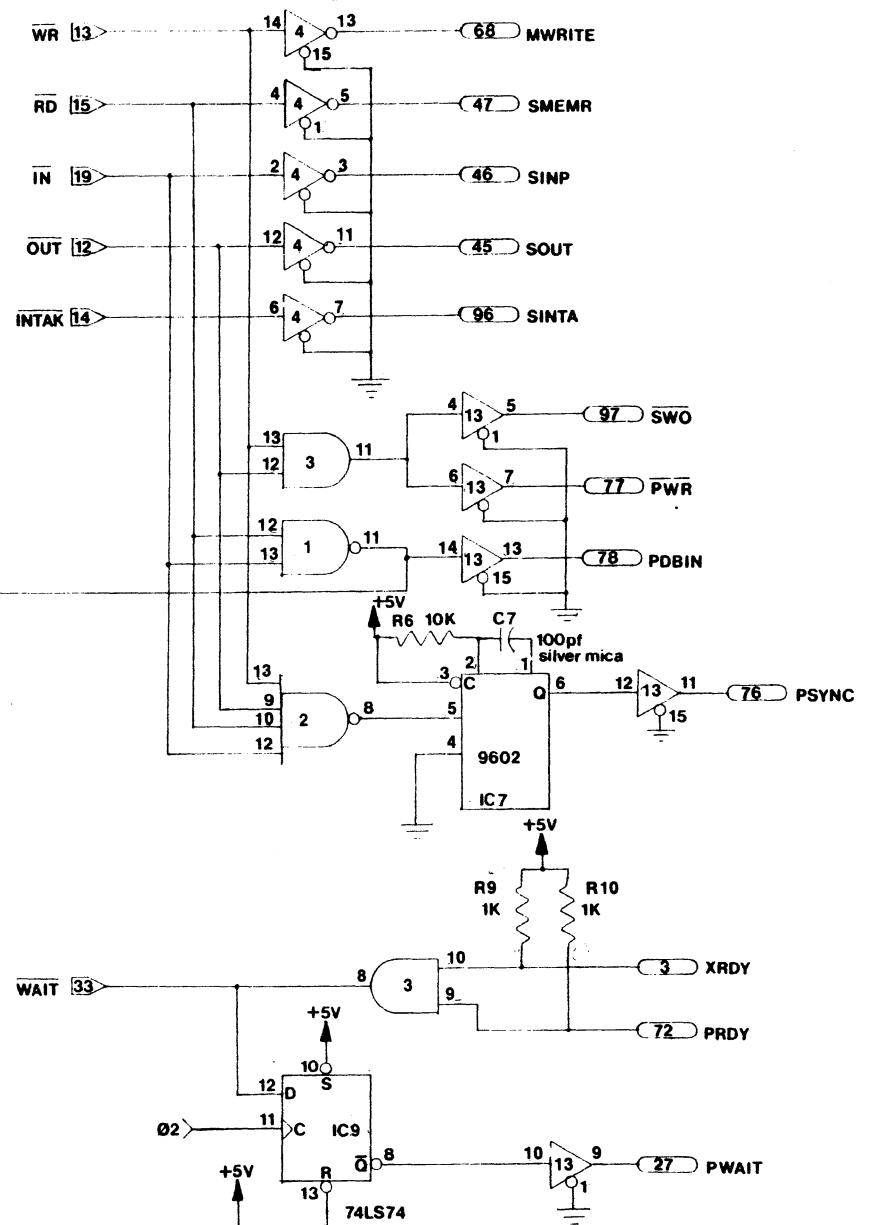 WR 13 14 4 13 15 68 MWRITE
RD 15 4 4 5 1 47 SMEMR
IN 19 2 4 3 46 SINP
OUT 12 12 4 11 45 SOUT
INTAK 14 6 4 7 96 SINTA
4 13 5 1 97 SWO
13 12 3 11
6 13 7 77 PWR
12 13 1 11
14 13 13 15 78 PDBIN
+5V
R6 10K C7
100pf
silver mica
2 1
3 C Q 6 12 13 11 15 76 PSYNC
13 9 10 12 2 8 5
4
9602
IC7
+5V
R9 R10
1K 1K
10 3 XRDY
WAIT 33 8 3
9 72 PRDY
+5V
10 S
12 D
Ø2 11 C IC9
Q 8 10 13 9 1 27 PWAIT
+5V R
13
74LS74